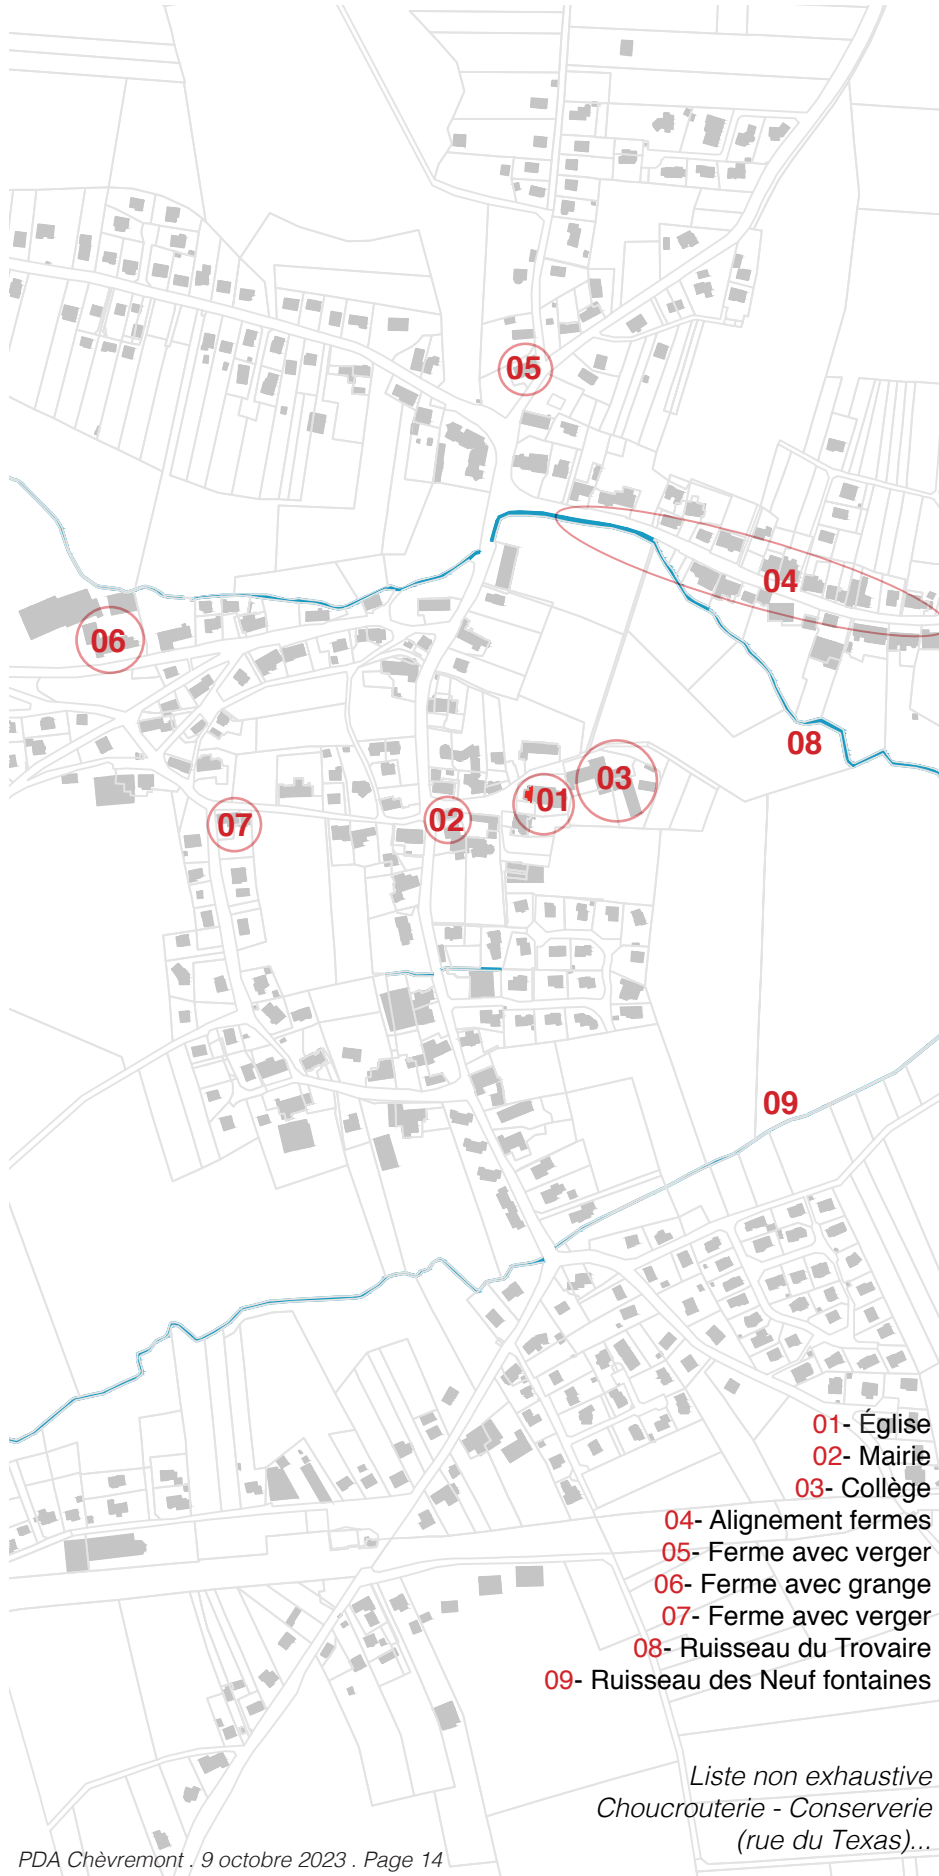 05
04
06
08
03
01
02
07
09
01- Église
02- Mairie
03- Collège
04- Alignement fermes
05- Ferme avec verger
06- Ferme avec grange
07- Ferme avec verger
08- Ruisseau du Trovaire
09- Ruisseau des Neuf fontaines
Liste non exhaustive
Choucrouterie - Conserverie
(rue du Texas)...
PDA Chèvremont . 9 octobre 2023 . Page 14